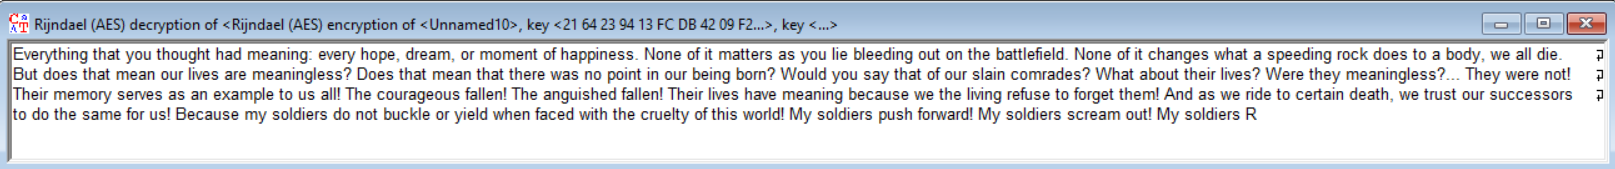 Rijndael (AES) decryption of <Rijndael (AES) encryption of <Unnamed10>, key <21 64 23 94 13 FC DB 42 09 F2...>, key <...>
Everything that you thought had meaning: every hope, dream, or moment of happiness. None of it matters as you lie bleeding out on the battlefield. None of it changes what a speeding rock does to a body, we all die.
But does that mean our lives are meaningless? Does that mean that there was no point in our being born? Would you say that of our slain comrades? What about their lives? Were they meaningless?... They were not!
Their memory serves as an example to us all! The courageous fallen! The anguished fallen! Their lives have meaning because we the living refuse to forget them! And as we ride to certain death, we trust our successors
to do the same for us! Because my soldiers do not buckle or yield when faced with the cruelty of this world! My soldiers push forward! My soldiers scream out! My soldiers R